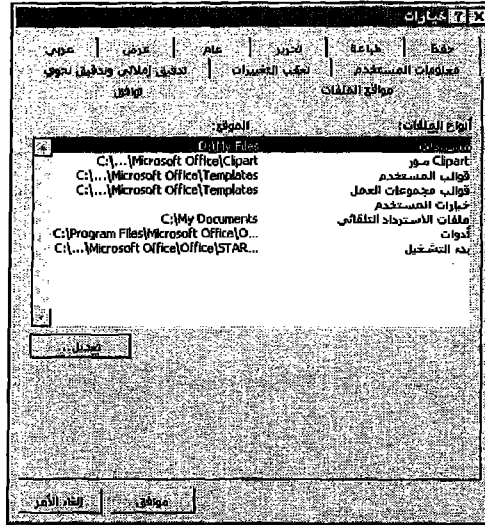 خيارات
حفظ طباعة تحرير عام عرض عربي
معلومات المستخدم تعقب التغييرات تدقيق إملائي وتدقيق نحوي
مواقع الملفات توافق
أنواع الملفات: الموقع:
مستندات D:\My Files
Clipart صور C:\...\Microsoft Office\Clipart
قوالب المستخدم C:\...\Microsoft Office\Templates
قوالب مجموعات العمل C:\...\Microsoft Office\Templates
خيارات المستخدم
ملفات الاسترداد التلقائي C:\My Documents
أدوات C:\Program Files\Microsoft Office\O...
بدء التشغيل C:\...\Microsoft Office\Office\STAR...
تعديل...
موافق إلغاء الأمر